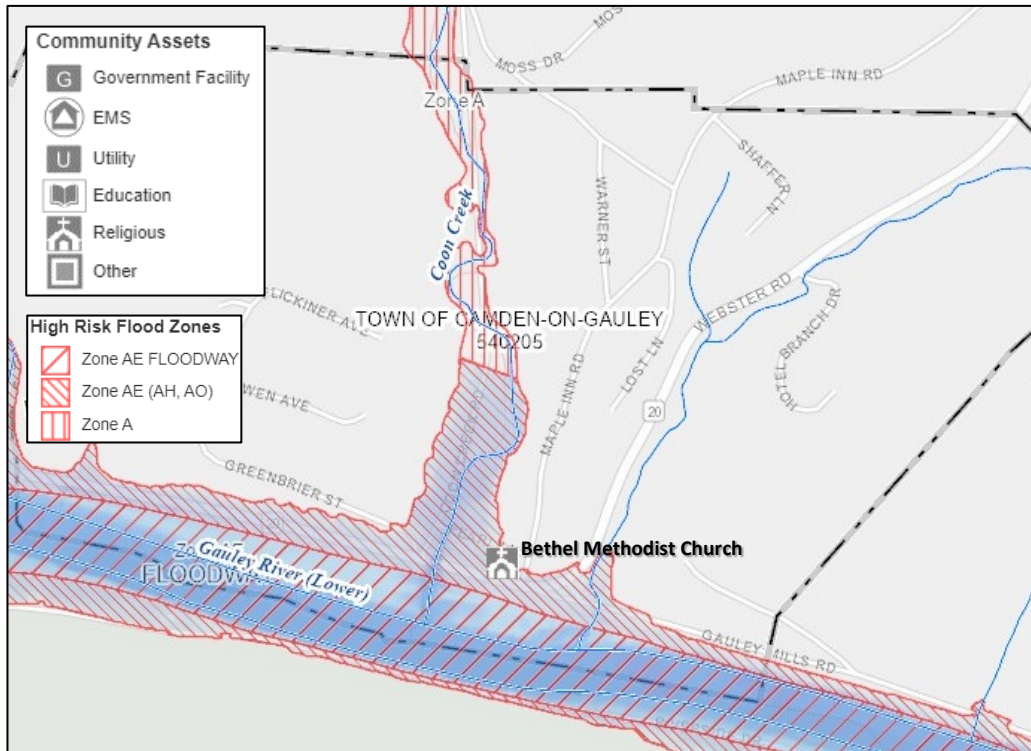 Community Assets
G Government Facility
EMS
U Utility
Education
Religious
Other
High Risk Flood Zones
Zone AE FLOODWAY
Zone AE (AH, AO)
Zone A
MOSS DR
MOS
MAPLE INN RD
Zone A
SHAFFER LN
WARNER ST
Coon Creek
WEBSTER RD
LICKINER AVE
TOWN OF CAMDEN-ON-GAULEY
540205
HOTEL BRANCH DR
LOST LN
WEN AVE
MAPLE INN RD
20
GREENBRIER ST
Bethel Methodist Church
Gauley River (Lower)
FLOODWA
GAULEY MILLS RD